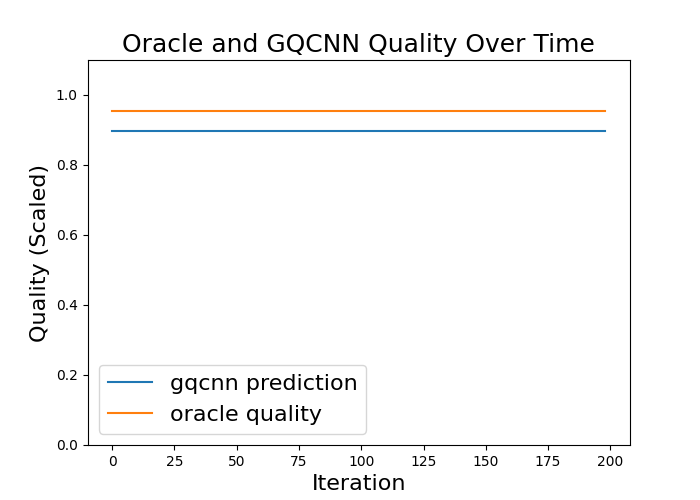 Oracle and GQCNN Quality Over Time
Quality (Scaled)
1.0
0.8
0.6
0.4
0.2
0.0
gqcnn prediction
oracle quality
0 25 50 75 100 125 150 175 200
Iteration